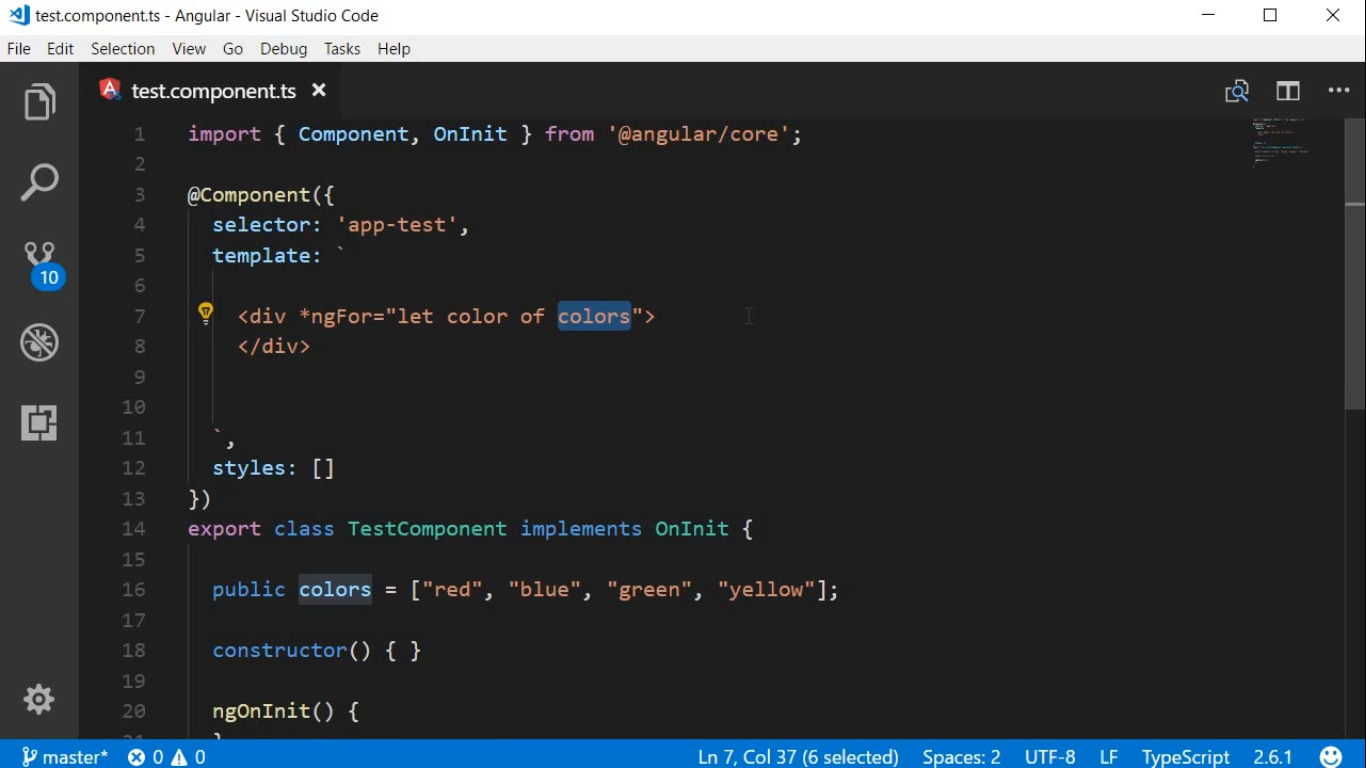 test.component.ts - Angular - Visual Studio Code
File Edit Selection View Go Debug Tasks Help
test.component.ts
1 import { Component, OnInit } from '@angular/core';
2
3 @Component({
4 selector: 'app-test',
5 template: `
6
7 <div *ngFor="let color of colors">
8 </div>
9
10
11 `,
12 styles: []
13 })
14 export class TestComponent implements OnInit {
15
16 public colors = ["red", "blue", "green", "yellow"];
17
18 constructor() { }
19
20 ngOnInit() {
10
master* 0 0 Ln 7, Col 37 (6 selected) Spaces: 2 UTF-8 LF TypeScript 2.6.1